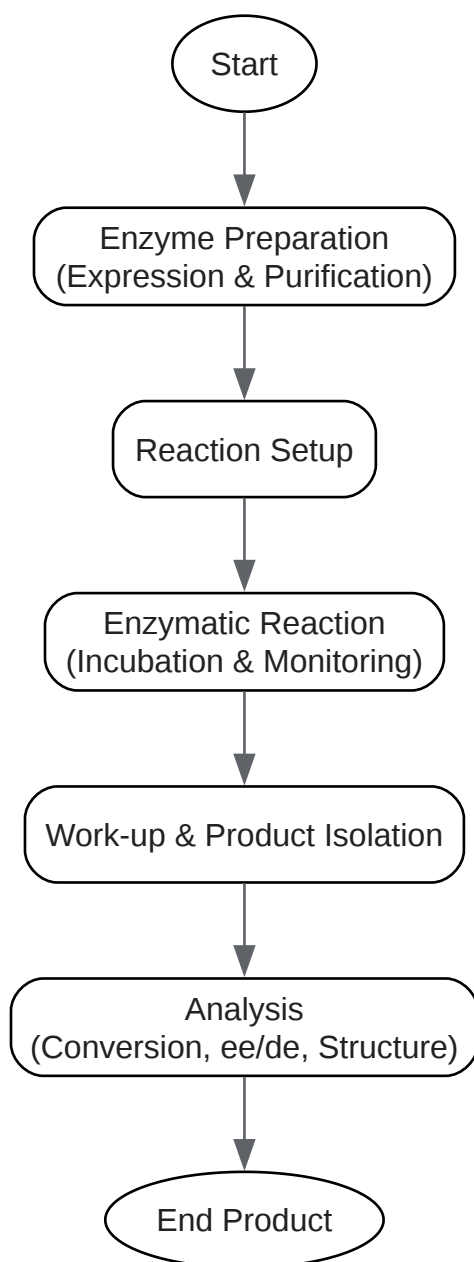 Start
Enzyme Preparation
(Expression & Purification)
Reaction Setup
Enzymatic Reaction
(Incubation & Monitoring)
Work-up & Product Isolation
Analysis
(Conversion, ee/de, Structure)
End Product